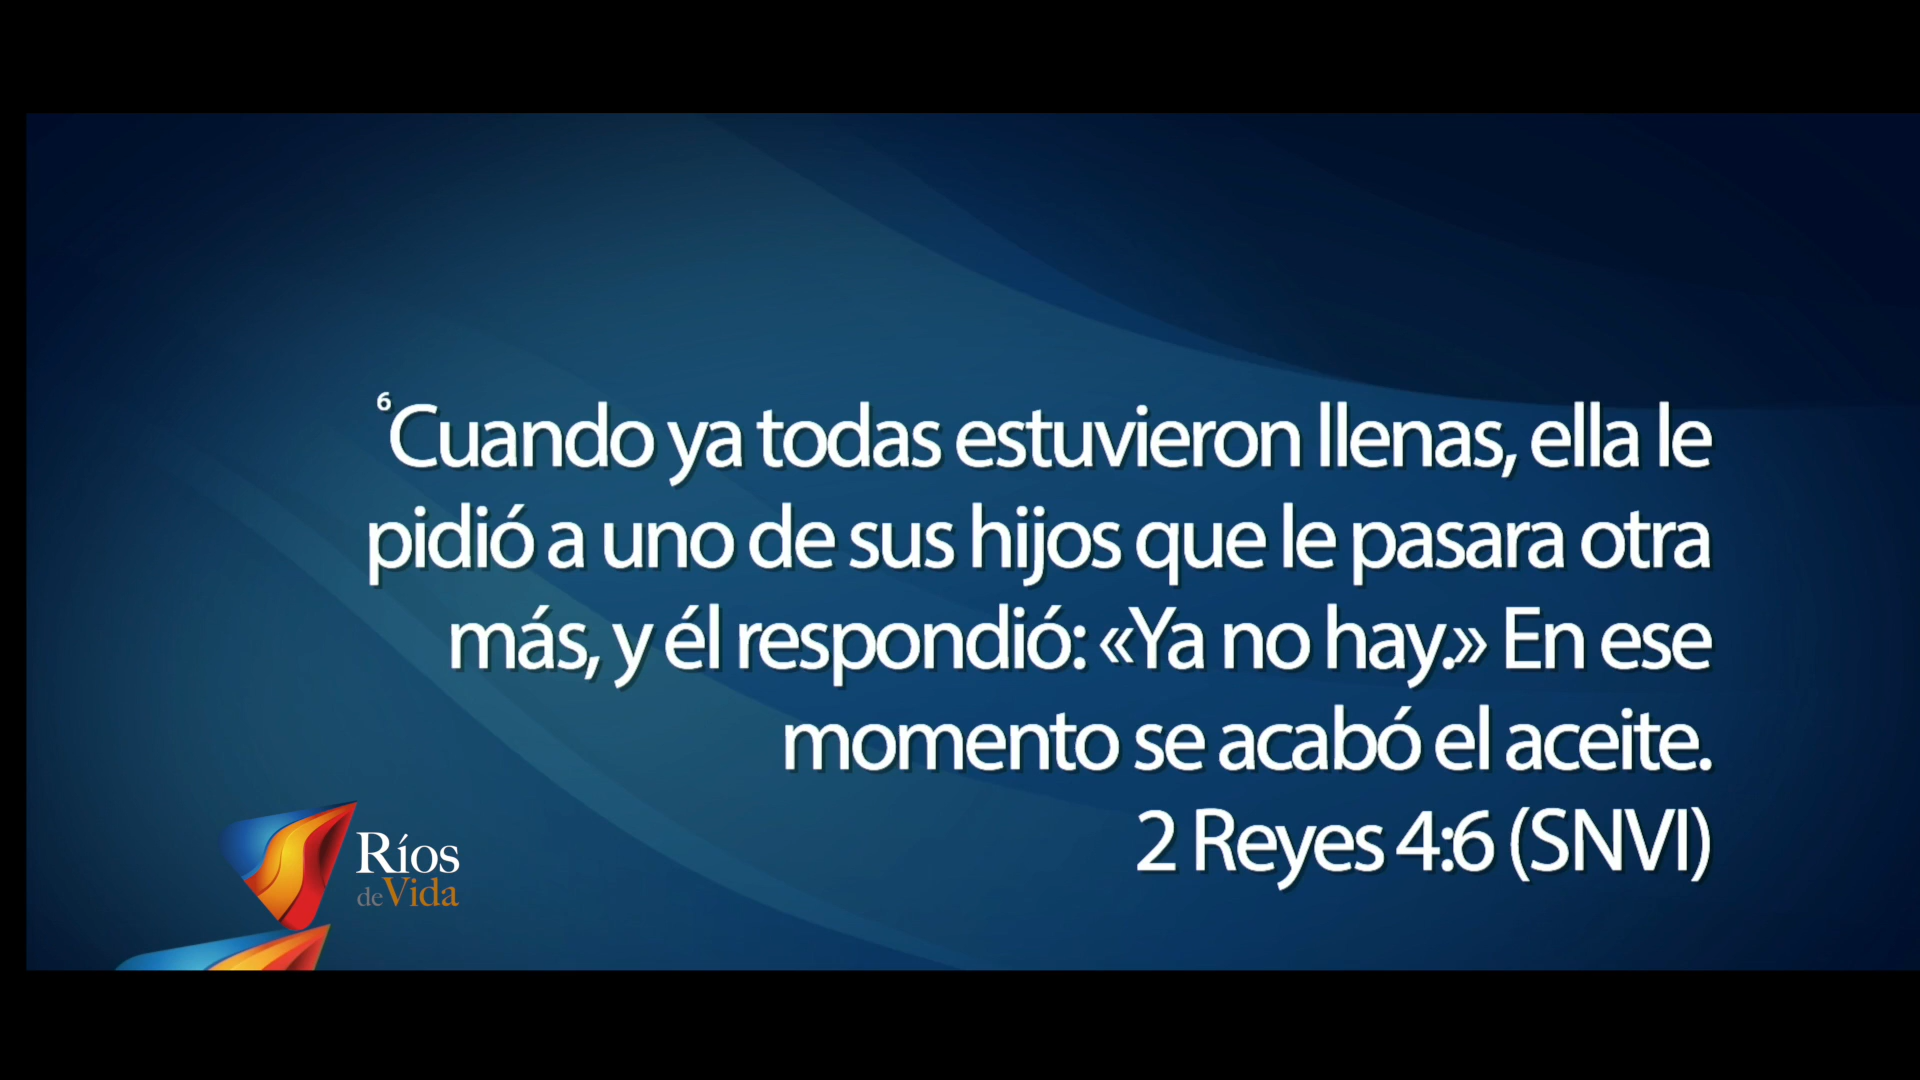 ⁶Cuando ya todas estuvieron llenas, ella le
pidió a uno de sus hijos que le pasara otra
más, y él respondió: «Ya no hay.» En ese
momento se acabó el aceite.
2 Reyes 4:6 (SNVI)
Ríos
de Vida